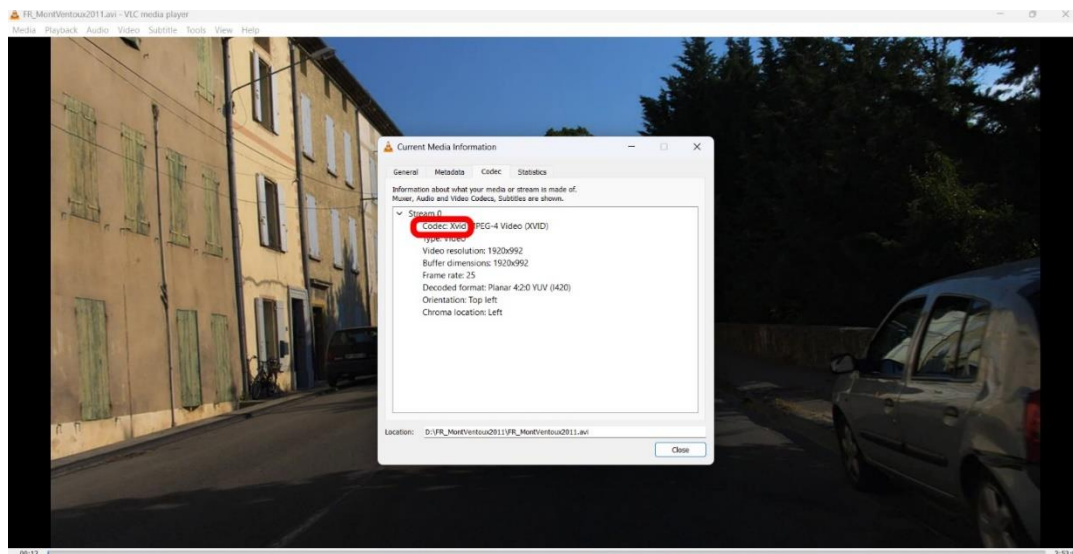 FR_MontVentoux2011.avi - VLC media player
Media Playback Audio Video Subtitle Tools View Help
Current Media Information
General Metadata Codec Statistics
Information about what your media or stream is made of.
Muxer, Audio and Video Codecs, Subtitles are shown.
Stream 0
Codec: Xvid MPEG-4 Video (XVID)
Type: Video
Video resolution: 1920x992
Buffer dimensions: 1920x992
Frame rate: 25
Decoded format: Planar 4:2:0 YUV (I420)
Orientation: Top left
Chroma location: Left
Location: D:\FR_MontVentoux2011\FR_MontVentoux2011.avi
Close